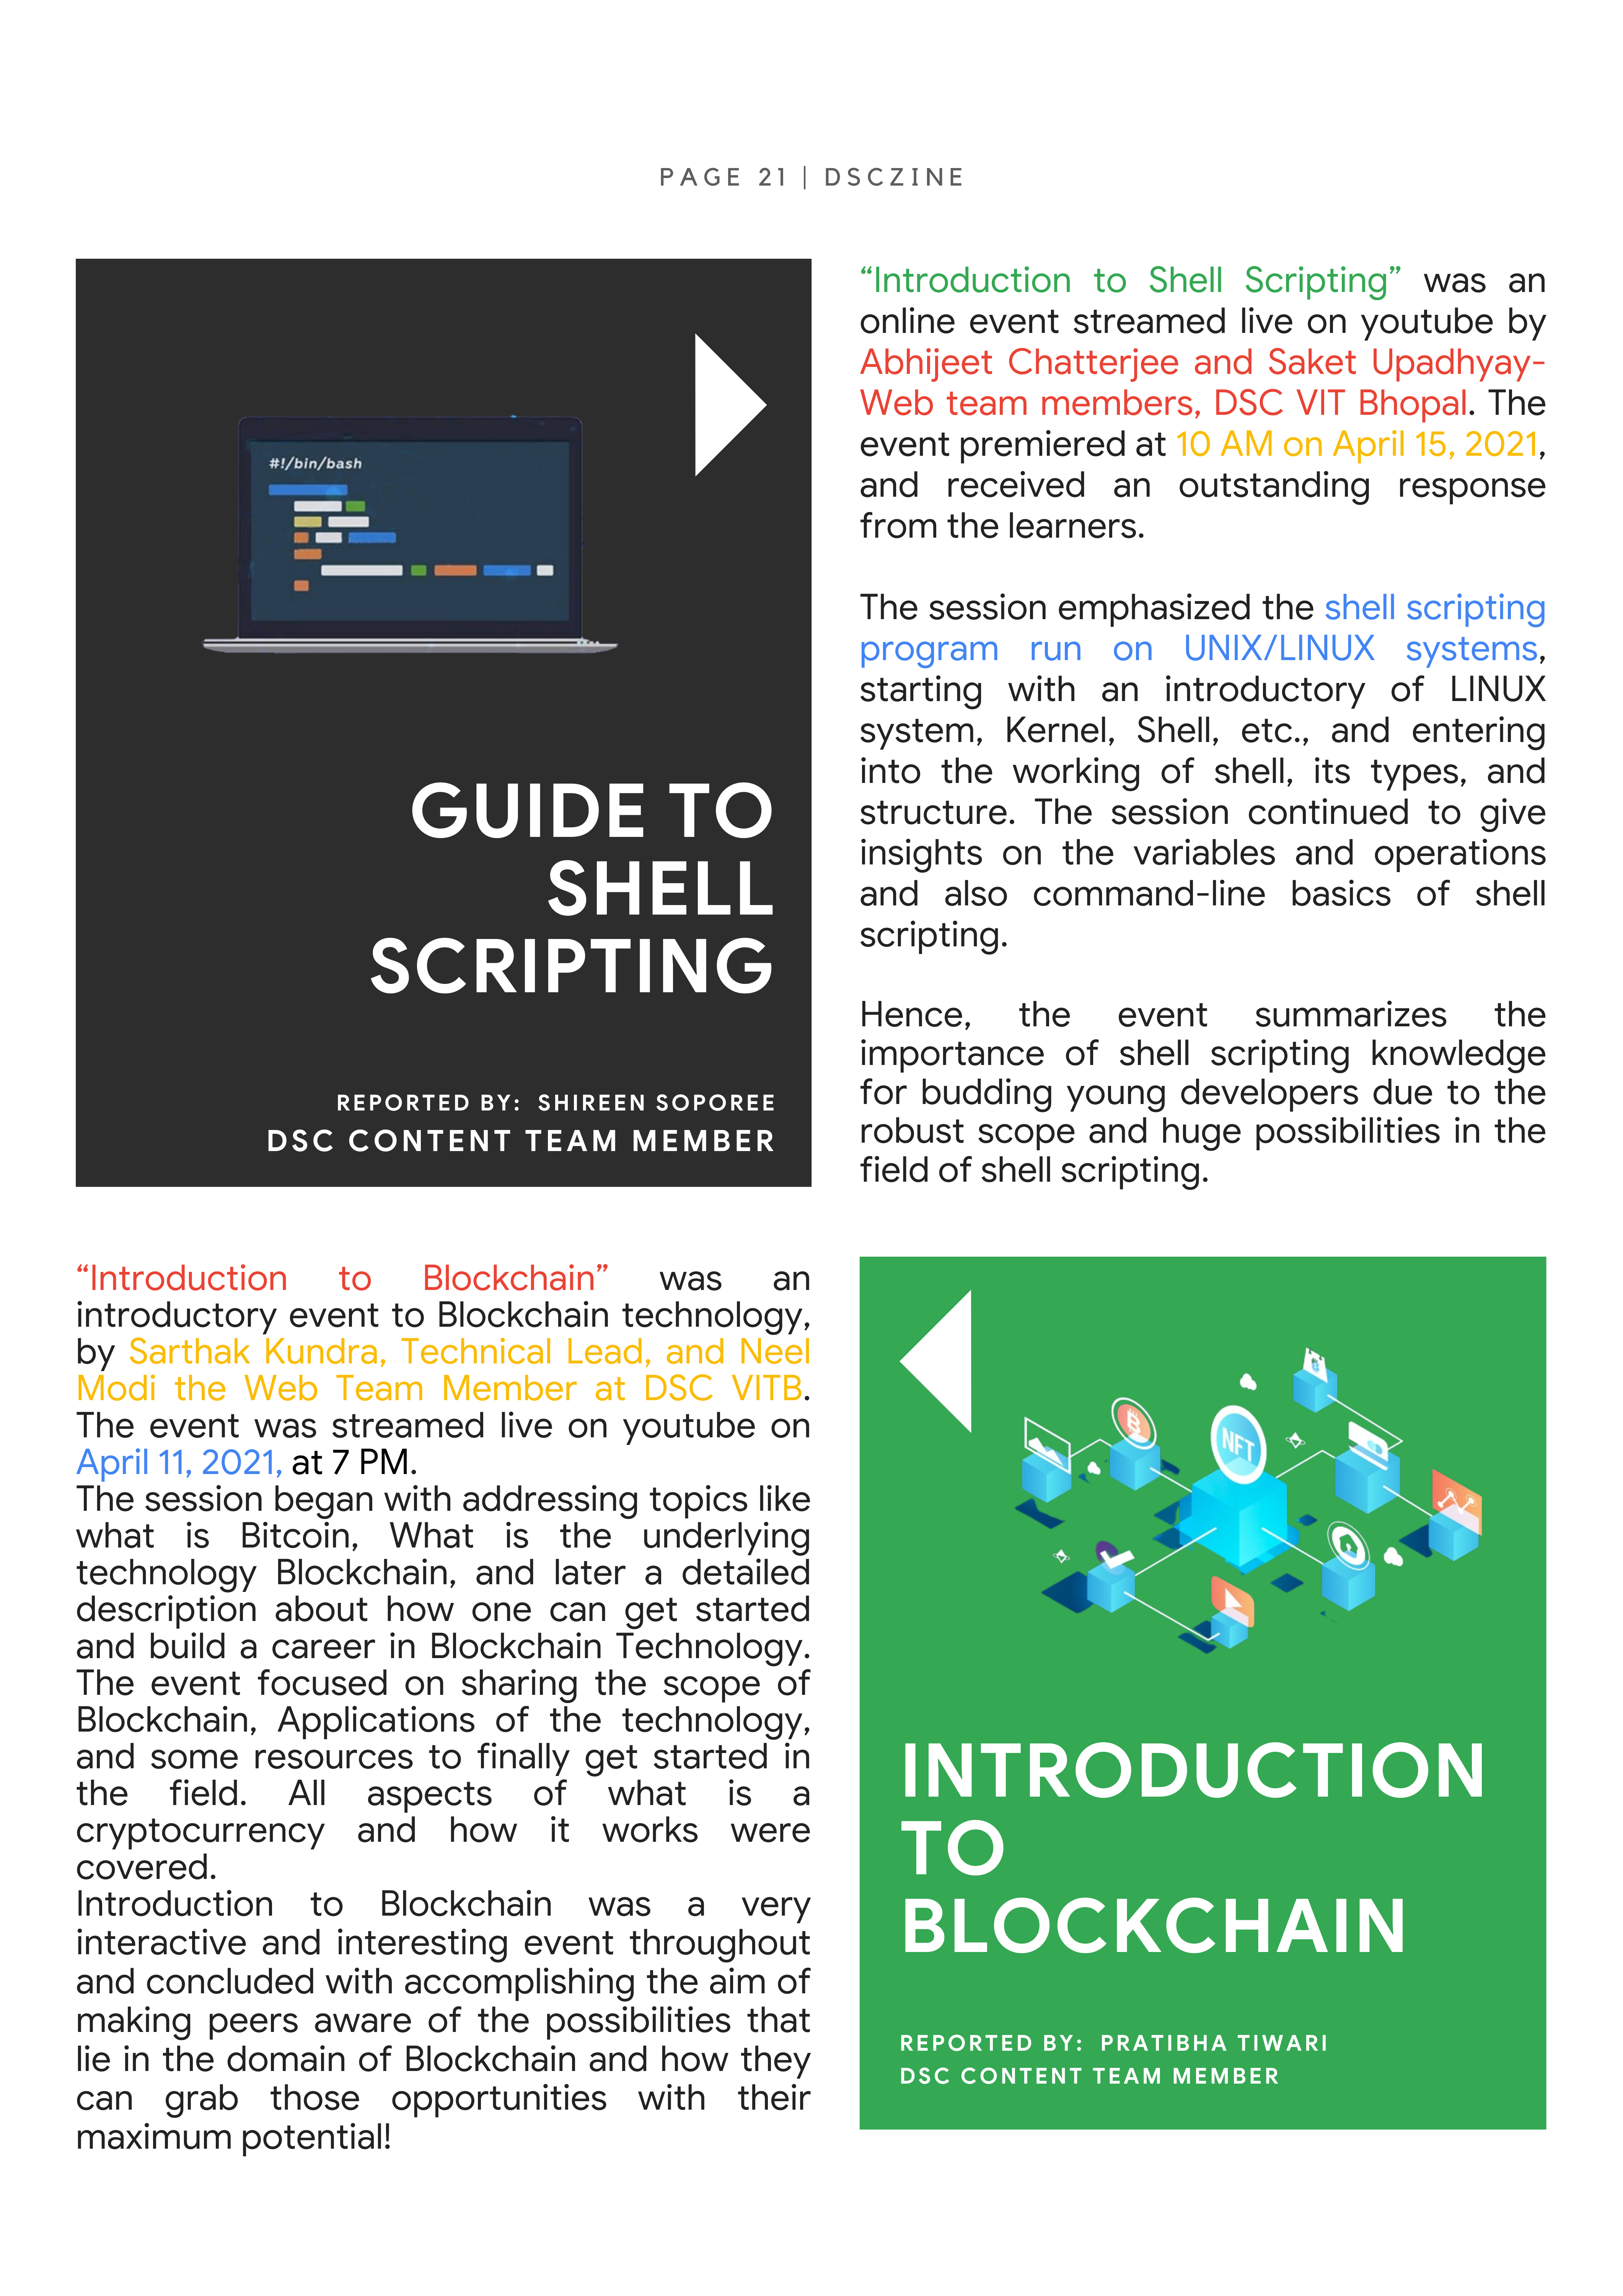 PAGE 21 | DSCZINE
#!/bin/bash
GUIDE TO
SHELL
SCRIPTING
REPORTED BY: SHIREEN SOPOREE
DSC CONTENT TEAM MEMBER
“Introduction to Shell Scripting” was an
online event streamed live on youtube by
Abhijeet Chatterjee and Saket Upadhyay-
Web team members, DSC VIT Bhopal. The
event premiered at 10 AM on April 15, 2021,
and received an outstanding response
from the learners.
The session emphasized the shell scripting
program run on UNIX/LINUX systems,
starting with an introductory of LINUX
system, Kernel, Shell, etc., and entering
into the working of shell, its types, and
structure. The session continued to give
insights on the variables and operations
and also command-line basics of shell
scripting.
Hence, the event summarizes the
importance of shell scripting knowledge
for budding young developers due to the
robust scope and huge possibilities in the
field of shell scripting.
“Introduction to Blockchain” was an
introductory event to Blockchain technology,
by Sarthak Kundra, Technical Lead, and Neel
Modi the Web Team Member at DSC VITB.
The event was streamed live on youtube on
April 11, 2021, at 7 PM.
The session began with addressing topics like
what is Bitcoin, What is the underlying
technology Blockchain, and later a detailed
description about how one can get started
and build a career in Blockchain Technology.
The event focused on sharing the scope of
Blockchain, Applications of the technology,
and some resources to finally get started in
the field. All aspects of what is a
cryptocurrency and how it works were
covered.
Introduction to Blockchain was a very
interactive and interesting event throughout
and concluded with accomplishing the aim of
making peers aware of the possibilities that
lie in the domain of Blockchain and how they
can grab those opportunities with their
maximum potential!
NFT
INTRODUCTION
TO
BLOCKCHAIN
REPORTED BY: PRATIBHA TIWARI
DSC CONTENT TEAM MEMBER